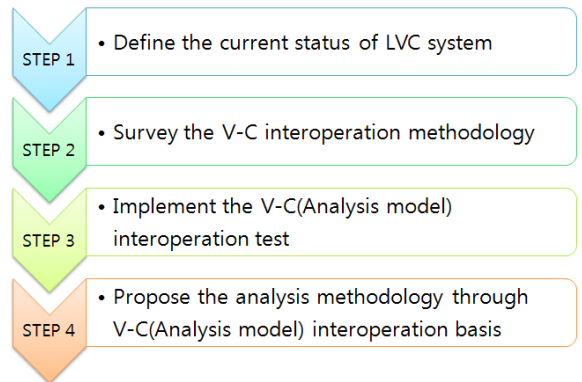 STEP 1
• Define the current status of LVC system
STEP 2
• Survey the V-C interoperation methodology
STEP 3
• Implement the V-C(Analysis model)
interoperation test
STEP 4
• Propose the analysis methodology through
V-C(Analysis model) interoperation basis